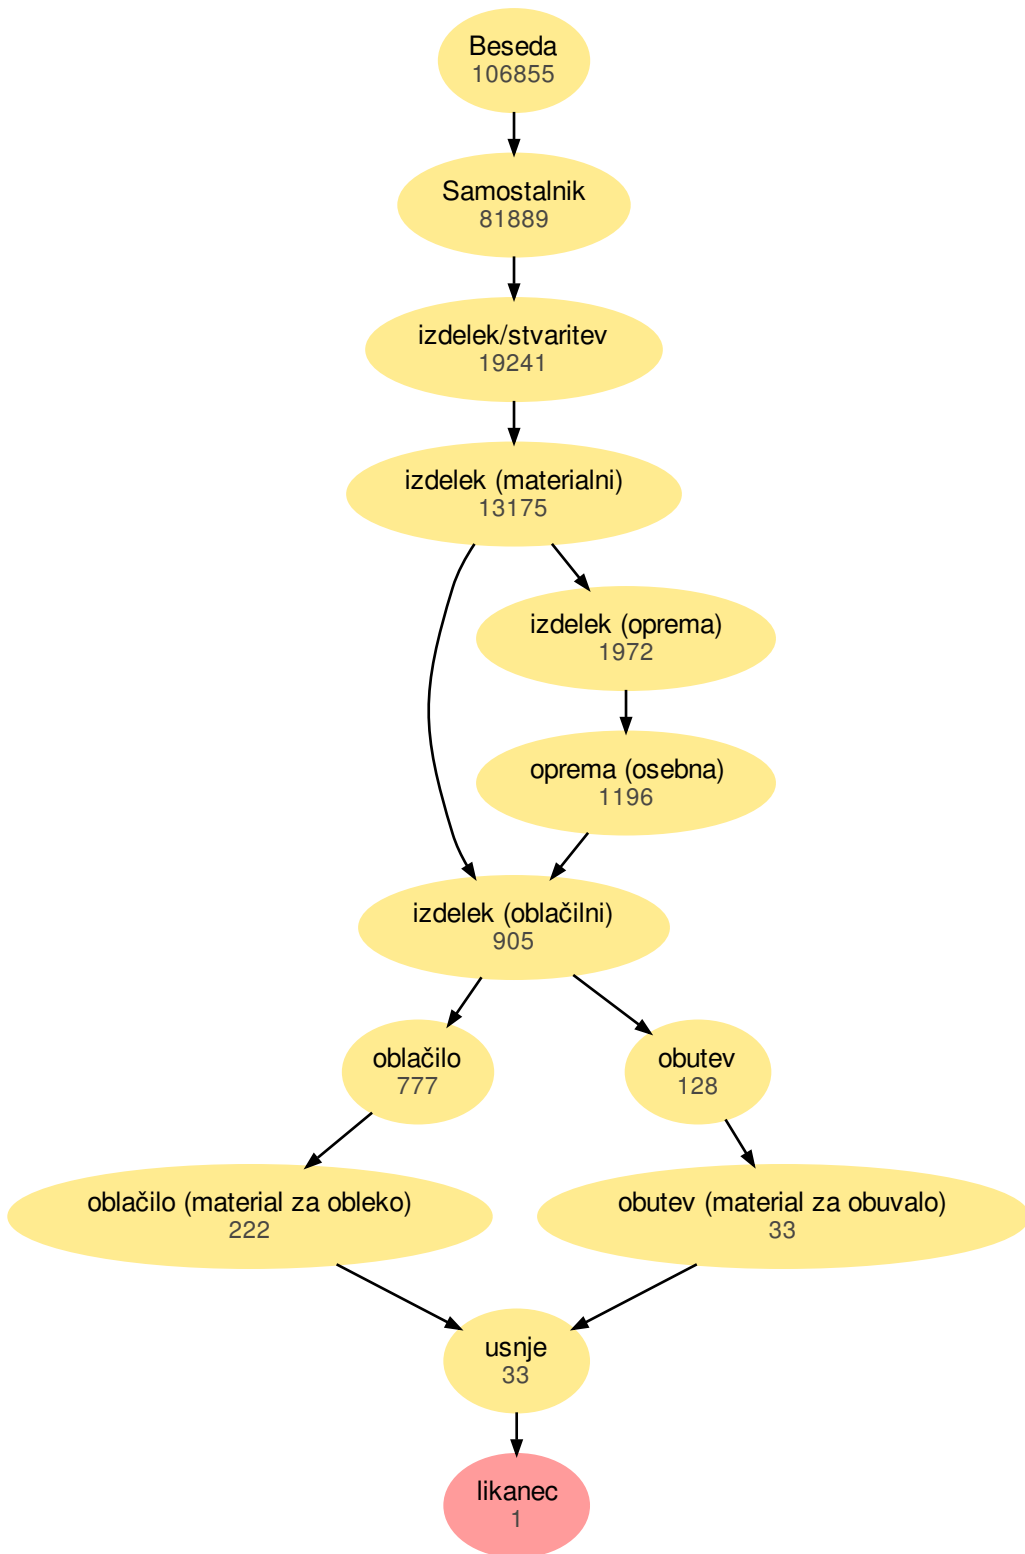 Beseda
106855
Samostalnik
81889
izdelek/stvaritev
19241
izdelek (materialni)
13175
izdelek (oprema)
1972
oprema (osebna)
1196
izdelek (oblačilni)
905
oblačilo
777
obutev
128
oblačilo (material za obleko)
222
obutev (material za obuvalo)
33
usnje
33
likanec
1